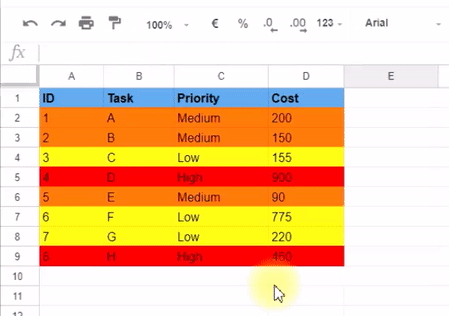 100% € % .0 .00 123 Arial
fx
A B C D E
1 ID Task Priority Cost
2 1 A Medium 200
3 2 B Medium 150
4 3 C Low 155
5 4 D High 900
6 5 E Medium 90
7 6 F Low 775
8 7 G Low 220
9 8 H High 460
10
11
12